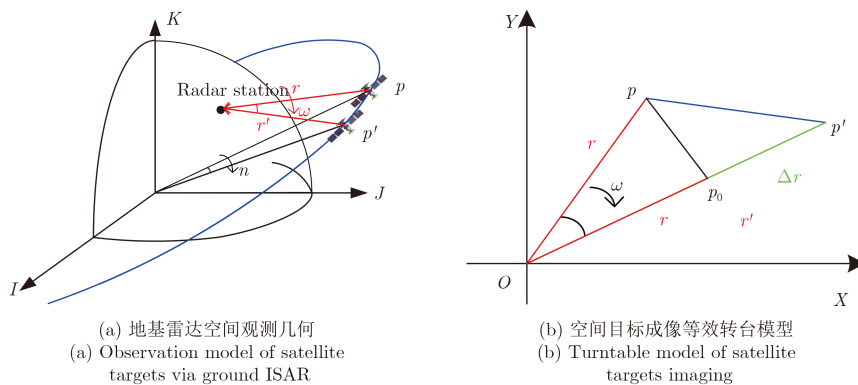 K
Radar station
r
p
ω
r′
p′
n
J
I
(a) 地基雷达空间观测几何
(a) Observation model of satellite
targets via ground ISAR
Y
p
p′
r
Δr
ω
p₀
r
r′
O
X
(b) 空间目标成像等效转台模型
(b) Turntable model of satellite
targets imaging